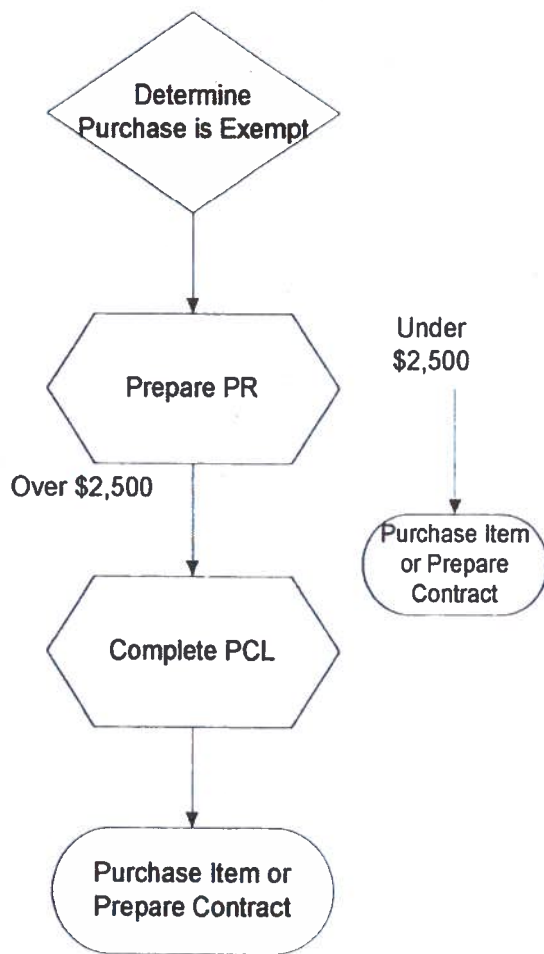 Determine
Purchase is Exempt
Prepare PR
Under
$2,500
Over $2,500
Purchase Item
or Prepare
Contract
Complete PCL
Purchase Item or
Prepare Contract